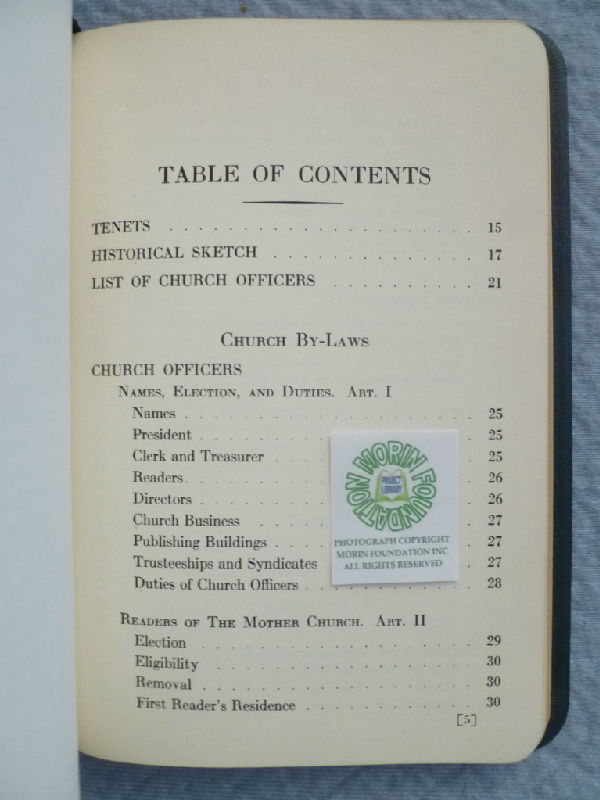 TABLE OF CONTENTS
TENETS . . . . . . . . . . . . . . . . . . . . 15
HISTORICAL SKETCH . . . . . . . . . . . . . 17
LIST OF CHURCH OFFICERS . . . . . . . . . . 21
CHURCH BY-LAWS
CHURCH OFFICERS
NAMES, ELECTION, AND DUTIES. ART. I
Names . . . . . . . . . . . . . . . . . . 25
President . . . . . . . . . . 25
Clerk and Treasurer . . . 25
Readers. . . . . . . . . . 26
Directors . . . . . . . . . 26
Church Business . . . . . 27
Publishing Buildings . . . . 27
Trusteeships and Syndicates . 27
Duties of Church Officers . . . . . . . . . . 28
MORIN FOUNDATION
PROJECT
LIBRARY
PHOTOGRAPH COPYRIGHT
MORIN FOUNDATION INC
ALL RIGHTS RESERVED
READERS OF THE MOTHER CHURCH. ART. II
Election . . . . . . . . . . . . . . . . . 29
Eligibility . . . . . . . . . . . . . . . . 30
Removal . . . . . . . . . . . . . . . . . 30
First Reader's Residence . . . . . . . . . . 30
[5]